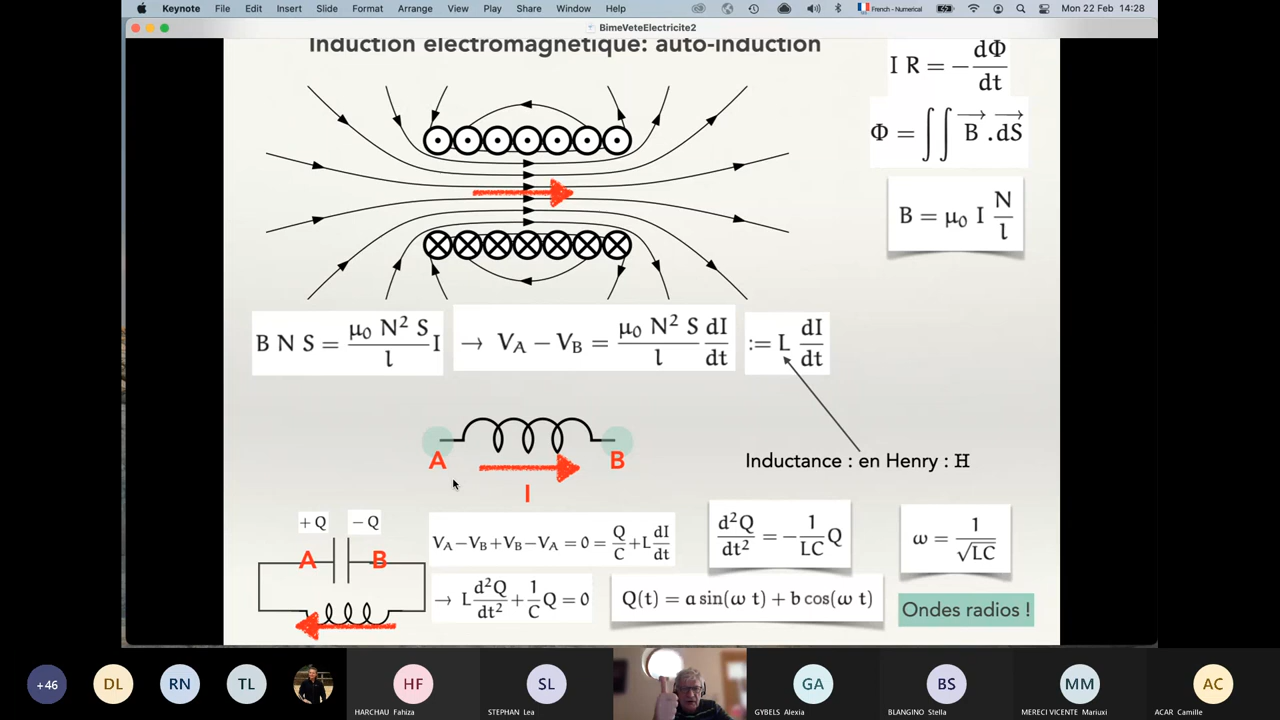 Keynote File Edit Insert Slide Format Arrange View Play Share Window Help French - Numerical Mon 22 Feb 14:28
BimeVeteElectricite2
Induction électromagnétique: auto-induction
I R = − dΦ/dt
Φ = ∬ B⃗ . dS⃗
B = μ₀ I N/l
B N S = μ₀ N² S / l I
→ V_A − V_B = μ₀ N² S / l dI/dt := L dI/dt
A B
I
Inductance : en Henry : H
+ Q − Q
A B
V_A − V_B + V_B − V_A = 0 = Q/C + L dI/dt
d²Q/dt² = − 1/LC Q
ω = 1/√LC
→ L d²Q/dt² + 1/C Q = 0
Q(t) = a sin(ω t) + b cos(ω t)
Ondes radios !
+46 DL RN TL HF SL GA BS MM AC
HARCHAU Fahiza STEPHAN Lea GYBELS Alexia BLANGINO Stella MERECI VICENTE Mariuxi ACAR Camille